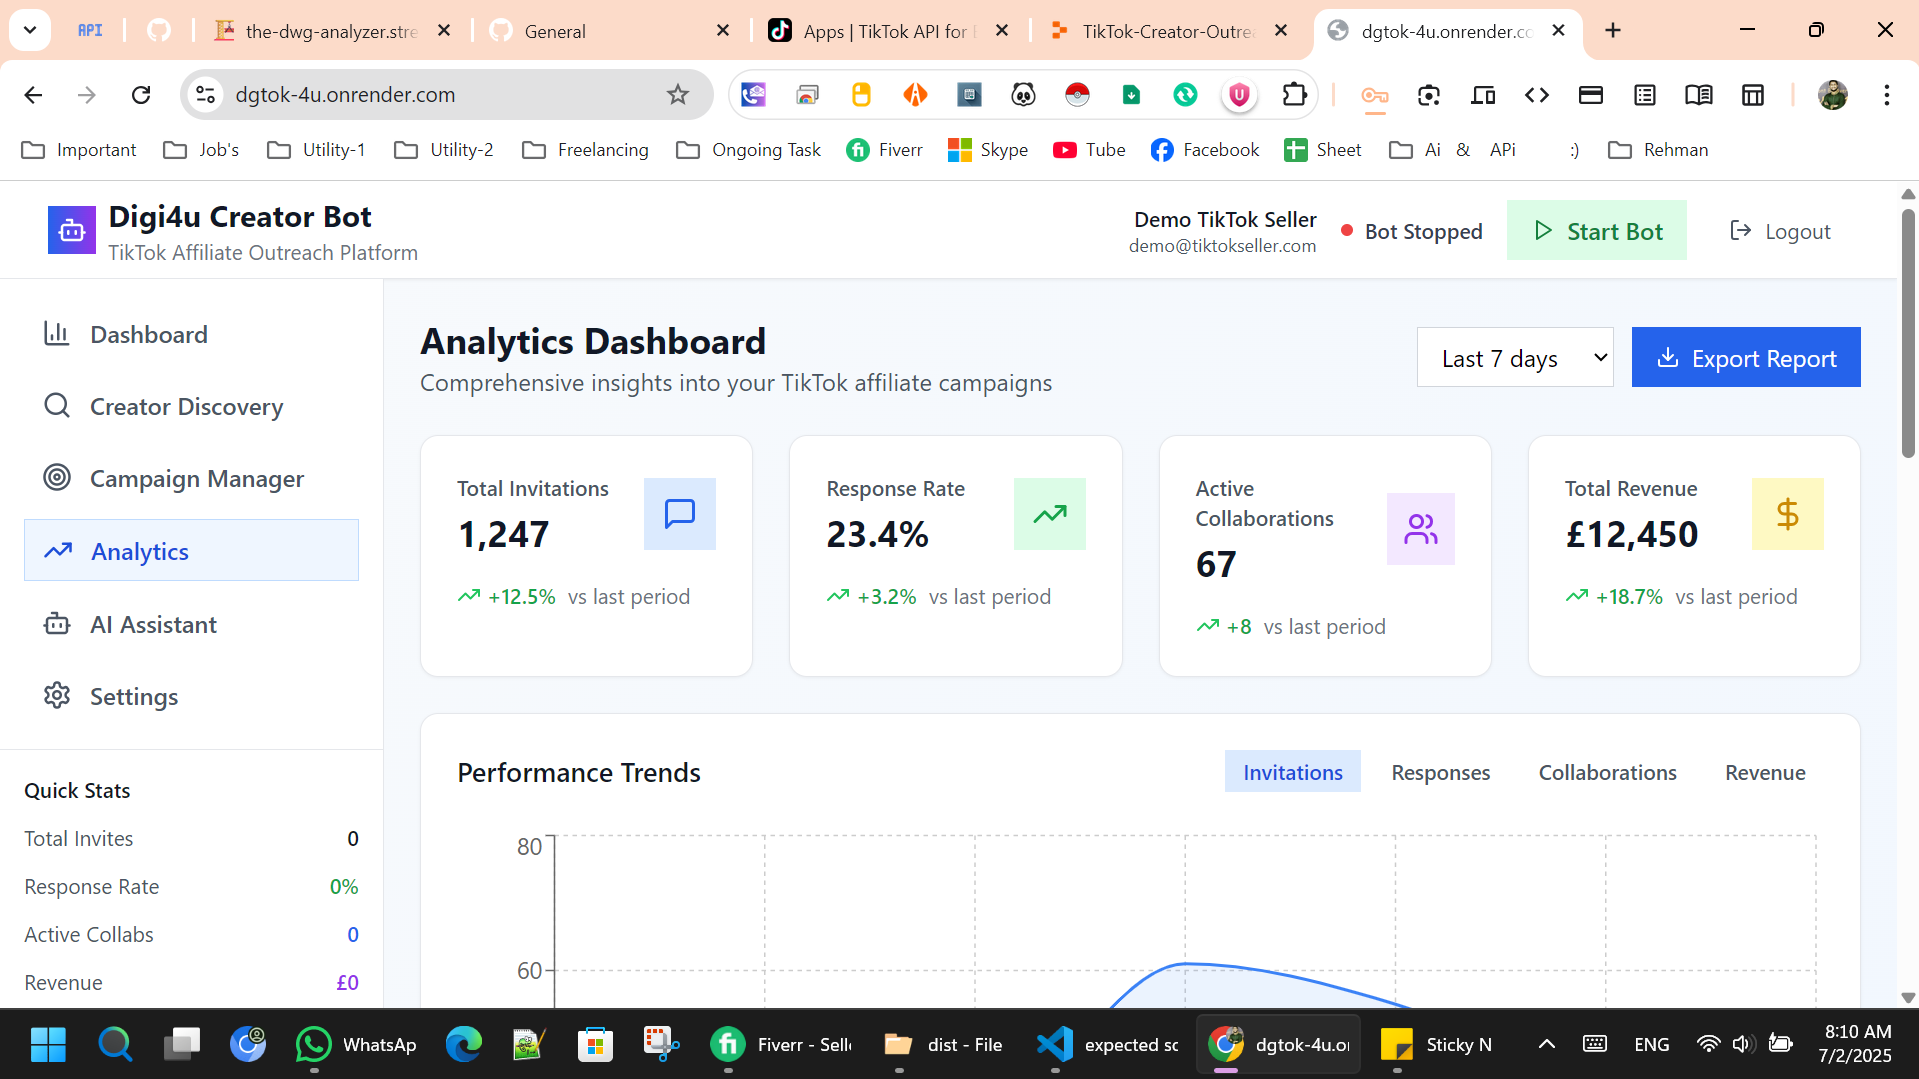 API
the-dwg-analyzer.stre
General
Apps | TikTok API for
TikTok-Creator-Outre
dgtok-4u.onrender.co
dgtok-4u.onrender.com
Important
Job's
Utility-1
Utility-2
Freelancing
Ongoing Task
Fiverr
Skype
Tube
Facebook
Sheet
Ai & APi
:)
Rehman
Digi4u Creator Bot
TikTok Affiliate Outreach Platform
Demo TikTok Seller
demo@tiktokseller.com
Bot Stopped
Start Bot
Logout
Dashboard
Creator Discovery
Campaign Manager
Analytics
AI Assistant
Settings
Quick Stats
Total Invites 0
Response Rate 0%
Active Collabs 0
Revenue £0
Analytics Dashboard
Comprehensive insights into your TikTok affiliate campaigns
Last 7 days
Export Report
Total Invitations
1,247
+12.5% vs last period
Response Rate
23.4%
+3.2% vs last period
Active
Collaborations
67
+8 vs last period
Total Revenue
£12,450
+18.7% vs last period
Performance Trends
Invitations
Responses
Collaborations
Revenue
80
60
WhatsApp
Fiverr - Selle
dist - File
expected sc
dgtok-4u.o
Sticky N
ENG
8:10 AM
7/2/2025